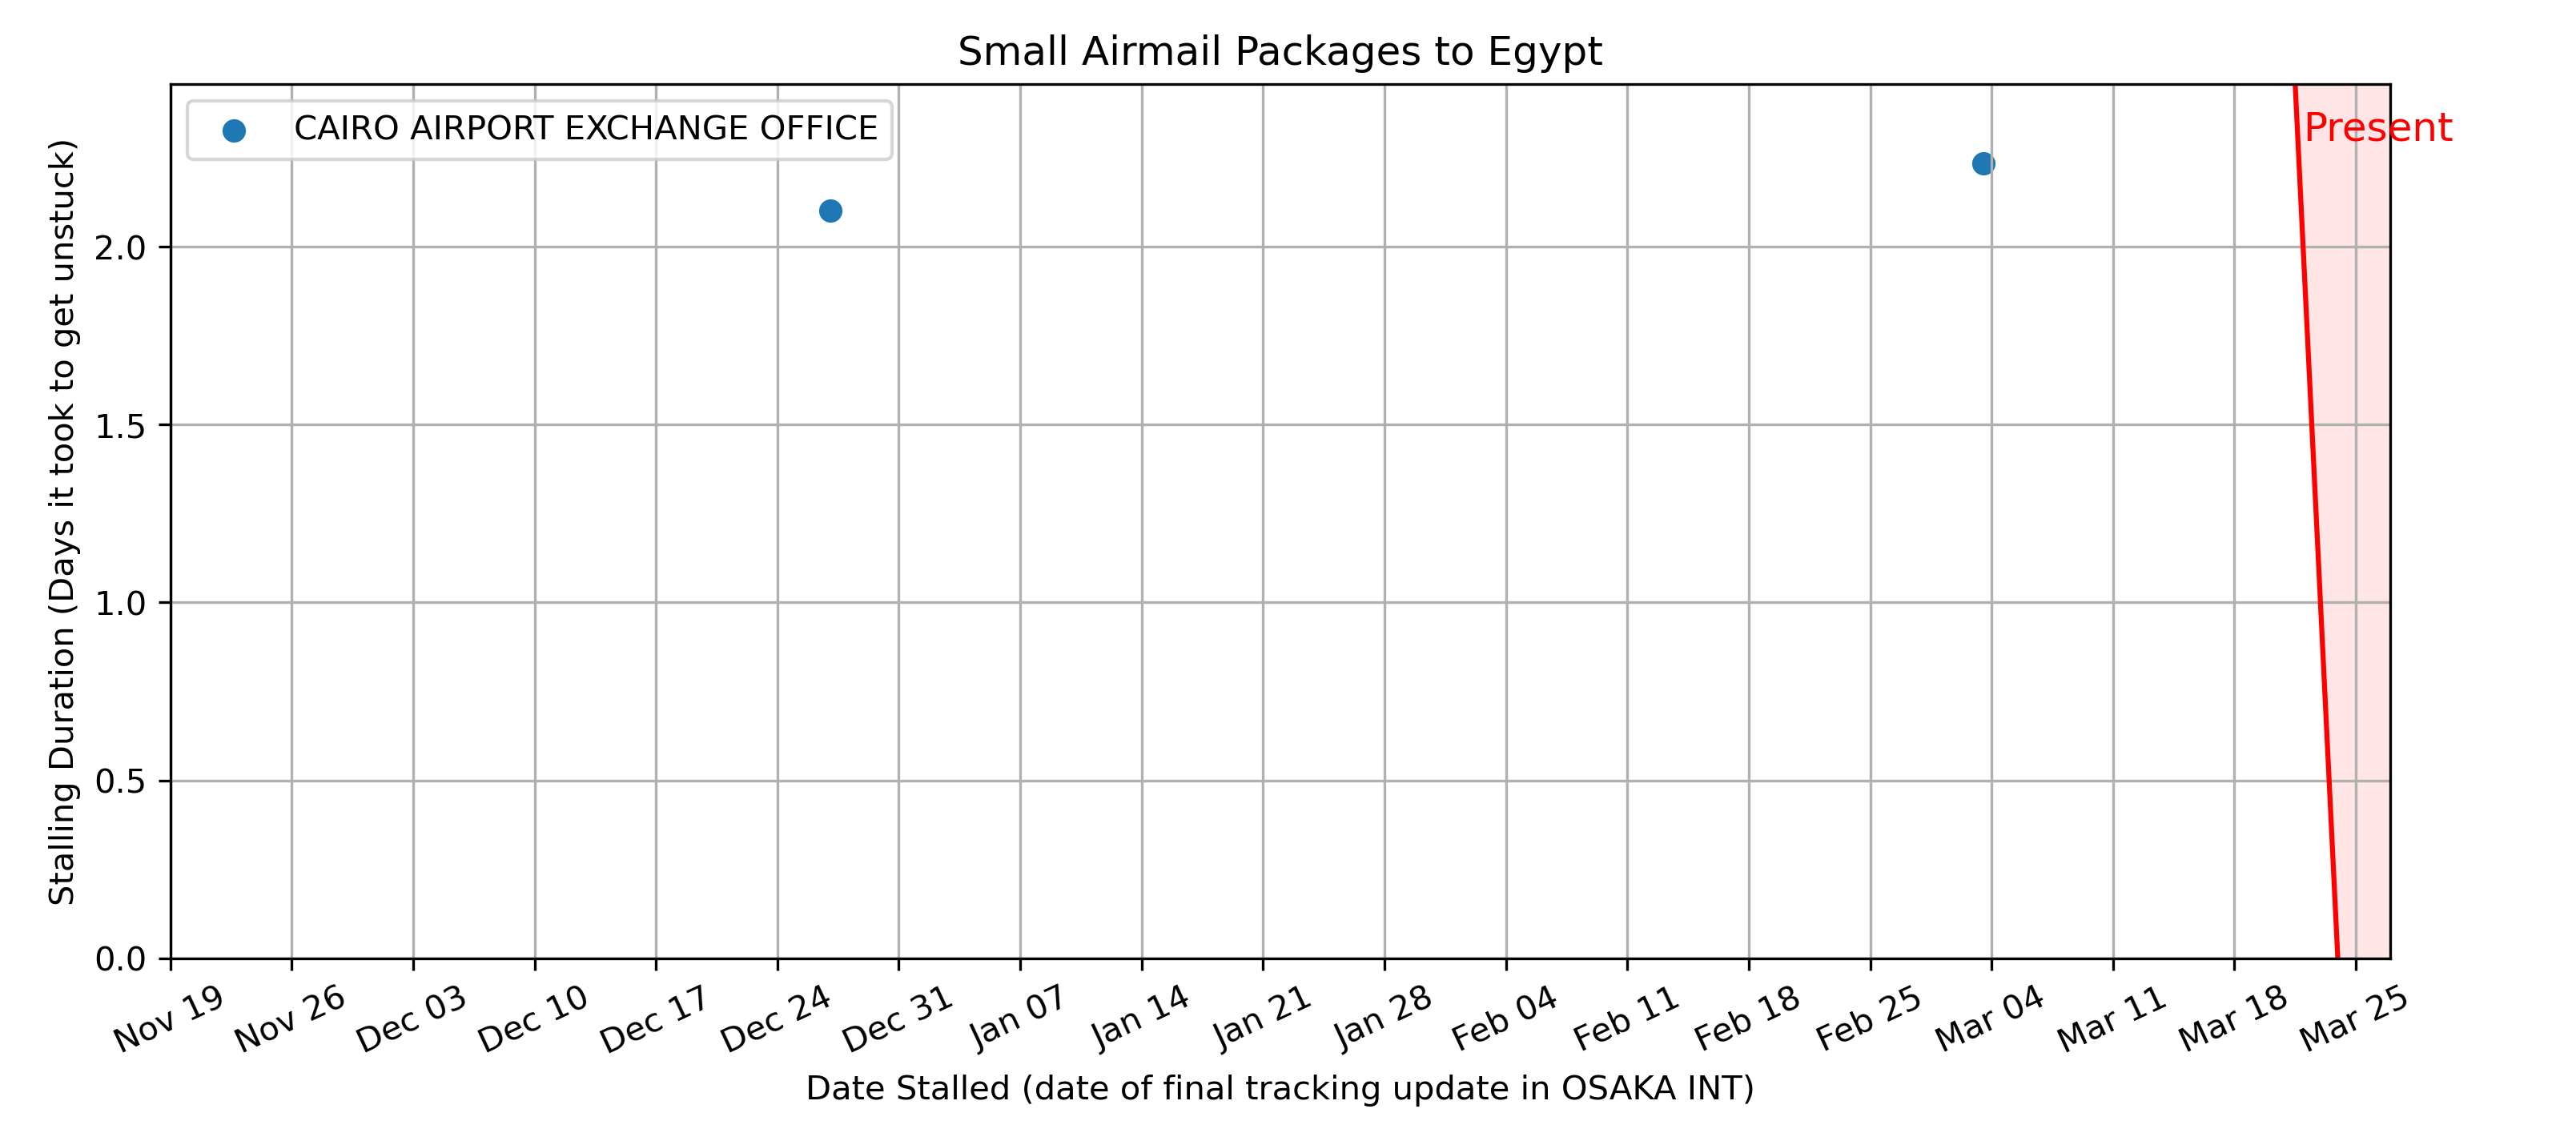 Small Airmail Packages to Egypt
CAIRO AIRPORT EXCHANGE OFFICE
Present
Stalling Duration (Days it took to get unstuck)
2.0
1.5
1.0
0.5
0.0
Nov 19
Nov 26
Dec 03
Dec 10
Dec 17
Dec 24
Dec 31
Jan 07
Jan 14
Jan 21
Jan 28
Feb 04
Feb 11
Feb 18
Feb 25
Mar 04
Mar 11
Mar 18
Mar 25
Date Stalled (date of final tracking update in OSAKA INT)